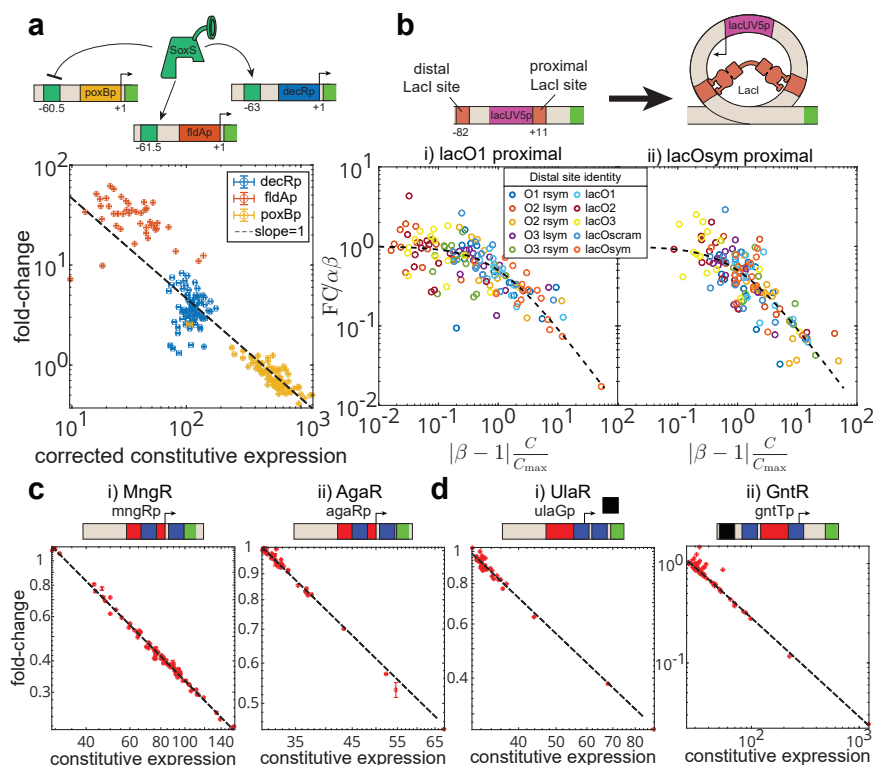 a
SoxS
-60.5
poxBp
+1
-61.5
fldAp
+1
-63
decRp
+1
fold-change
10²
10¹
10⁰
decRp
fldAp
poxBp
slope=1
10¹
10²
10³
corrected constitutive expression
b
distal
LacI site
proximal
LacI site
-82
lacUV5p
+11
lacUV5p
LacI
i) lacO1 proximal
ii) lacOsym proximal
Distal site identity
O1 rsym
lacO1
O2 lsym
lacO2
O2 rsym
lacO3
O3 lsym
lacOscram
O3 rsym
lacOsym
FC/αβ
10¹
10⁰
10⁻¹
10⁻²
10⁻² 10⁻¹ 10⁰ 10¹ 10²
10⁻¹ 10⁰ 10¹ 10²
|β − 1| C/Cmax
|β − 1| C/Cmax
c
i) MngR
mngRp
fold-change
0.8
0.6
0.4
0.3
40 60 80 100 140
constitutive expression
ii) AgaR
agaRp
1
0.9
0.8
0.7
0.6
0.5
35 45 55 65
constitutive expression
d
i) UlaR
ulaGp
0.8
0.6
0.5
0.4
40 50 60 70 80
constitutive expression
ii) GntR
gntTp
10⁰
10⁻¹
10² 10³
constitutive expression